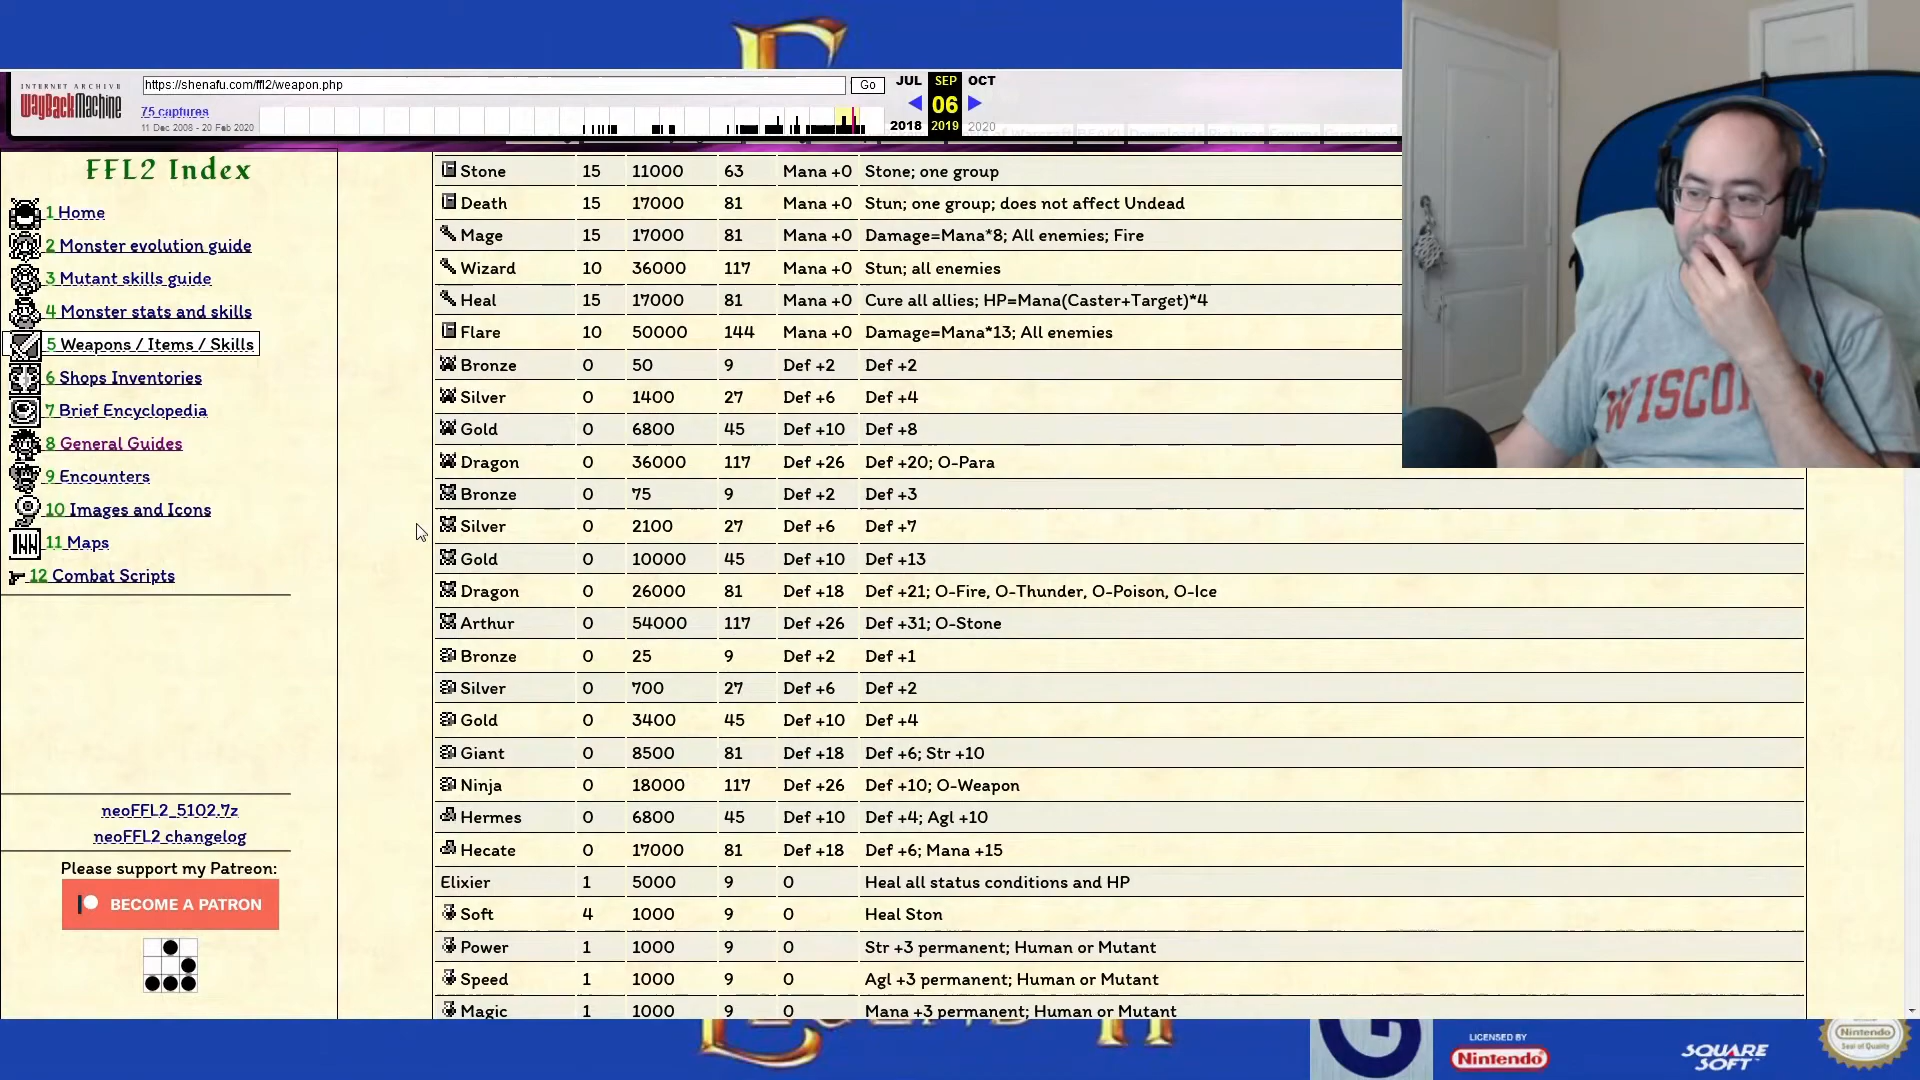 INTERNET ARCHIVE
WayBackMachine
https://shenafu.com/ffl2/weapon.php
Go
JUL SEP OCT
75 captures
06
11 Dec 2006 - 20 Feb 2020
2018 2019 2020
FFL2 Index
1 Home
2 Monster evolution guide
3 Mutant skills guide
4 Monster stats and skills
5 Weapons / Items / Skills
6 Shops Inventories
7 Brief Encyclopedia
8 General Guides
9 Encounters
10 Images and Icons
11 Maps
12 Combat Scripts
neoFFL2_5102.7z
neoFFL2 changelog
Please support my Patreon:
BECOME A PATRON
Stone 15 11000 63 Mana +0 Stone; one group
Death 15 17000 81 Mana +0 Stun; one group; does not affect Undead
Mage 15 17000 81 Mana +0 Damage=Mana*8; All enemies; Fire
Wizard 10 36000 117 Mana +0 Stun; all enemies
Heal 15 17000 81 Mana +0 Cure all allies; HP=Mana(Caster+Target)*4
Flare 10 50000 144 Mana +0 Damage=Mana*13; All enemies
Bronze 0 50 9 Def +2 Def +2
Silver 0 1400 27 Def +6 Def +4
Gold 0 6800 45 Def +10 Def +8
Dragon 0 36000 117 Def +26 Def +20; O-Para
Bronze 0 75 9 Def +2 Def +3
Silver 0 2100 27 Def +6 Def +7
Gold 0 10000 45 Def +10 Def +13
Dragon 0 26000 81 Def +18 Def +21; O-Fire, O-Thunder, O-Poison, O-Ice
Arthur 0 54000 117 Def +26 Def +31; O-Stone
Bronze 0 25 9 Def +2 Def +1
Silver 0 700 27 Def +6 Def +2
Gold 0 3400 45 Def +10 Def +4
Giant 0 8500 81 Def +18 Def +6; Str +10
Ninja 0 18000 117 Def +26 Def +10; O-Weapon
Hermes 0 6800 45 Def +10 Def +4; Agl +10
Hecate 0 17000 81 Def +18 Def +6; Mana +15
Elixier 1 5000 9 0 Heal all status conditions and HP
Soft 4 1000 9 0 Heal Ston
Power 1 1000 9 0 Str +3 permanent; Human or Mutant
Speed 1 1000 9 0 Agl +3 permanent; Human or Mutant
Magic 1 1000 9 0 Mana +3 permanent; Human or Mutant
LICENSED BY
Nintendo
SQUARE
SOFT
Nintendo
Seal of Quality